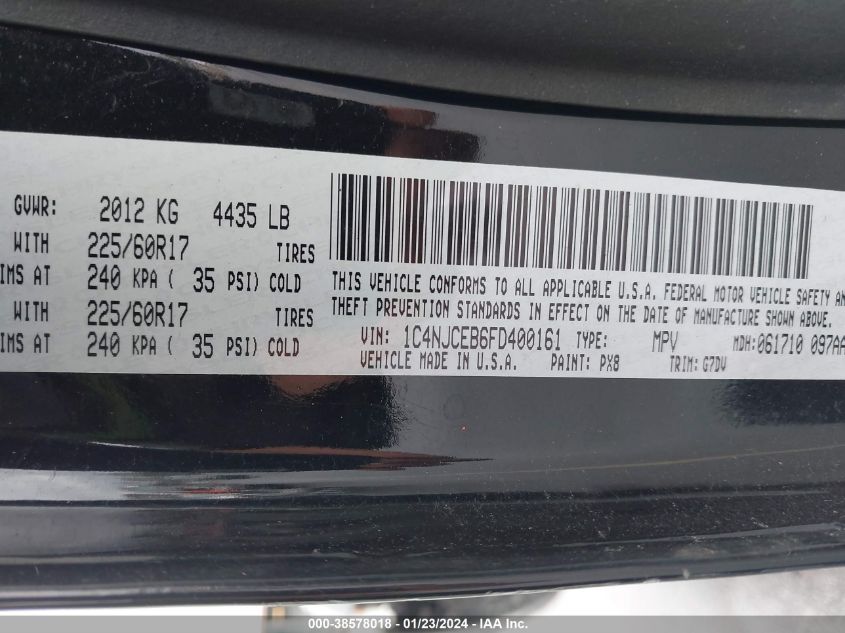 GVWR: 2012 KG 4435 LB
WITH 225/60R17 TIRES
IMS AT 240 KPA ( 35 PSI) COLD
WITH 225/60R17 TIRES
IMS AT 240 KPA ( 35 PSI) COLD
THIS VEHICLE CONFORMS TO ALL APPLICABLE U.S.A. FEDERAL MOTOR VEHICLE SAFETY AN
THEFT PREVENTION STANDARDS IN EFFECT ON THE DATE OF MANUFACTURE SHOWN ABOVE.
VIN: 1C4NJCEB6FD400161 TYPE: MPV MDH:061710 097AA
VEHICLE MADE IN U.S.A. PAINT: PX8 TRIM: G7DV
000-38578018 - 01/23/2024 - IAA Inc.